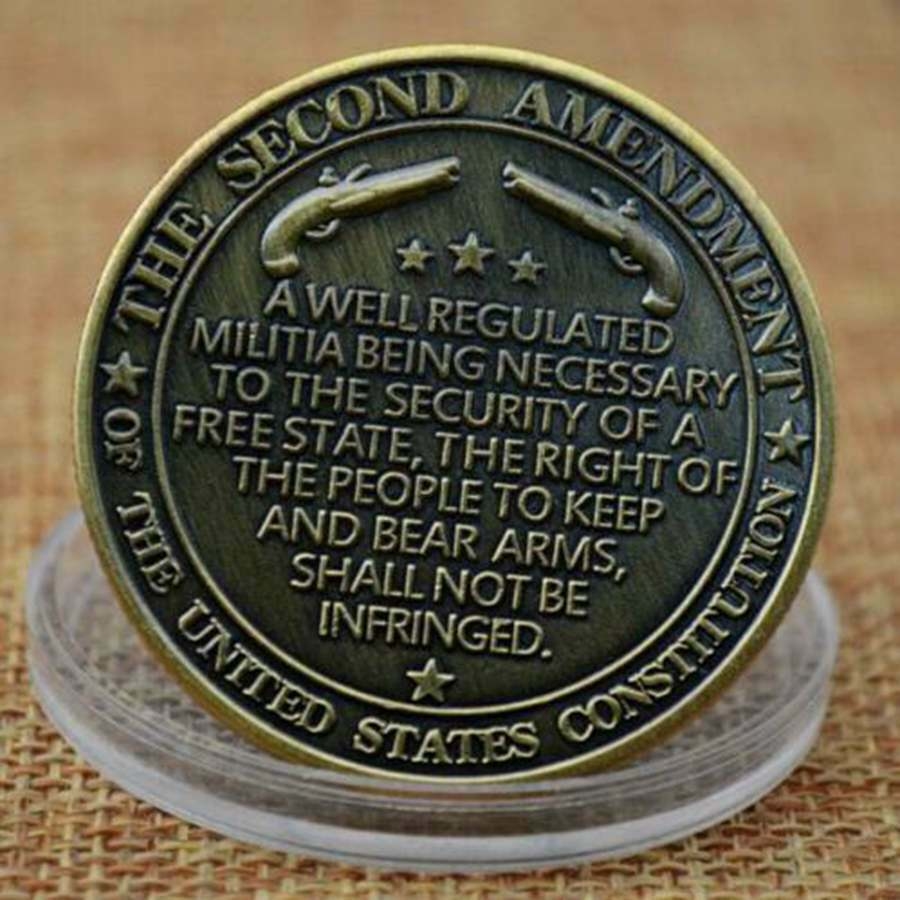 THE SECOND AMENDMENT
A WELL REGULATED
MILITIA BEING NECESSARY
TO THE SECURITY OF A
FREE STATE, THE RIGHT OF
THE PEOPLE TO KEEP
AND BEAR ARMS,
SHALL NOT BE
INFRINGED.
OF THE UNITED STATES CONSTITUTION